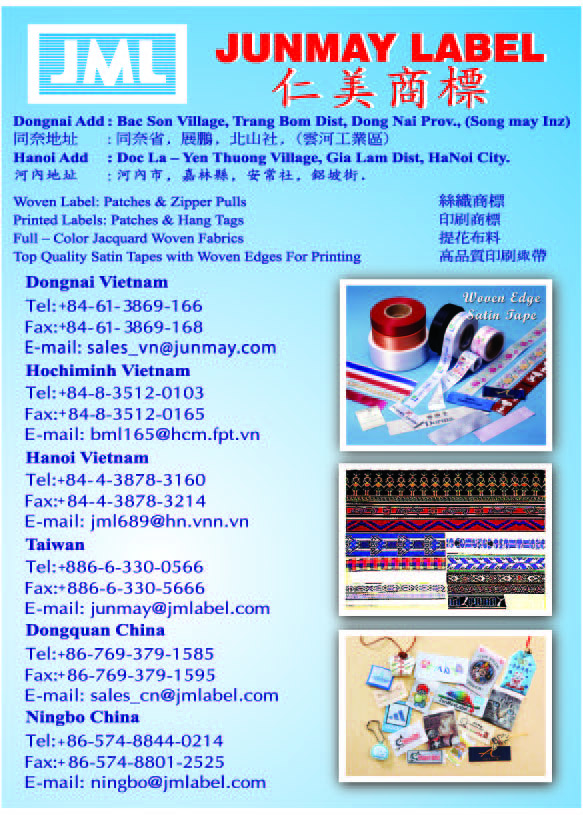 JML
JUNMAY LABEL
仁美商標
Dongnai Add : Bac Son Village, Trang Bom Dist, Dong Nai Prov., (Song may Inz)
同奈地址 : 同奈省，展鵬，北山社，（雲河工業區）
Hanoi Add : Doc La – Yen Thuong Village, Gia Lam Dist, HaNoi City.
河內地址 : 河內市，嘉林縣，安常社，鋁坡街．
Woven Label: Patches & Zipper Pulls 絲織商標
Printed Labels: Patches & Hang Tags 印刷商標
Full – Color Jacquard Woven Fabrics 提花布料
Top Quality Satin Tapes with Woven Edges For Printing 高品質印刷緞帶
Dongnai Vietnam
Tel:+84-61-3869-166
Fax:+84-61-3869-168
E-mail: sales_vn@junmay.com
Hochiminh Vietnam
Tel:+84-8-3512-0103
Fax:+84-8-3512-0165
E-mail: bml165@hcm.fpt.vn
Hanoi Vietnam
Tel:+84-4-3878-3160
Fax:+84-4-3878-3214
E-mail: jml689@hn.vnn.vn
Taiwan
Tel:+886-6-330-0566
Fax:+886-6-330-5666
E-mail: junmay@jmlabel.com
Dongquan China
Tel:+86-769-379-1585
Fax:+86-769-379-1595
E-mail: sales_cn@jmlabel.com
Ningbo China
Tel:+86-574-8844-0214
Fax:+86-574-8801-2525
E-mail: ningbo@jmlabel.com
Woven Edge
Satin Tape